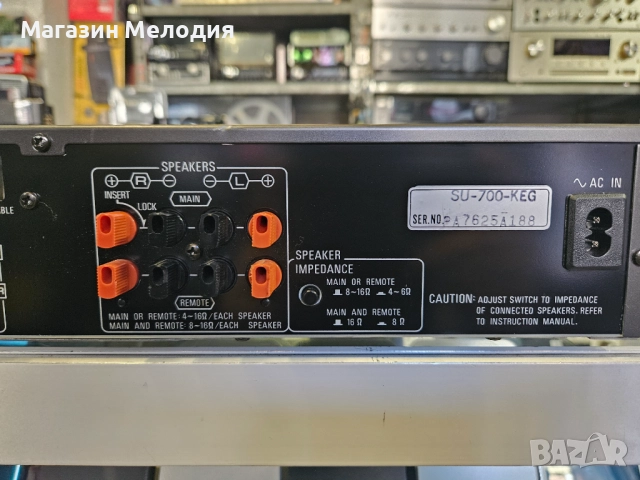 Магазин Мелодия
SPEAKERS
R L
INSERT
LOCK
MAIN
REMOTE
MAIN OR REMOTE: 4~16Ω/EACH SPEAKER
MAIN AND REMOTE: 8~16Ω/EACH SPEAKER
SPEAKER
IMPEDANCE
MAIN OR REMOTE
8~16Ω 4~6Ω
MAIN AND REMOTE
16Ω 8Ω
SU-700-KEG
SER.NO. PA7625A188
~ AC IN
CAUTION: ADJUST SWITCH TO IMPEDANCE
OF CONNECTED SPEAKERS. REFER
TO INSTRUCTION MANUAL.
BAZAR